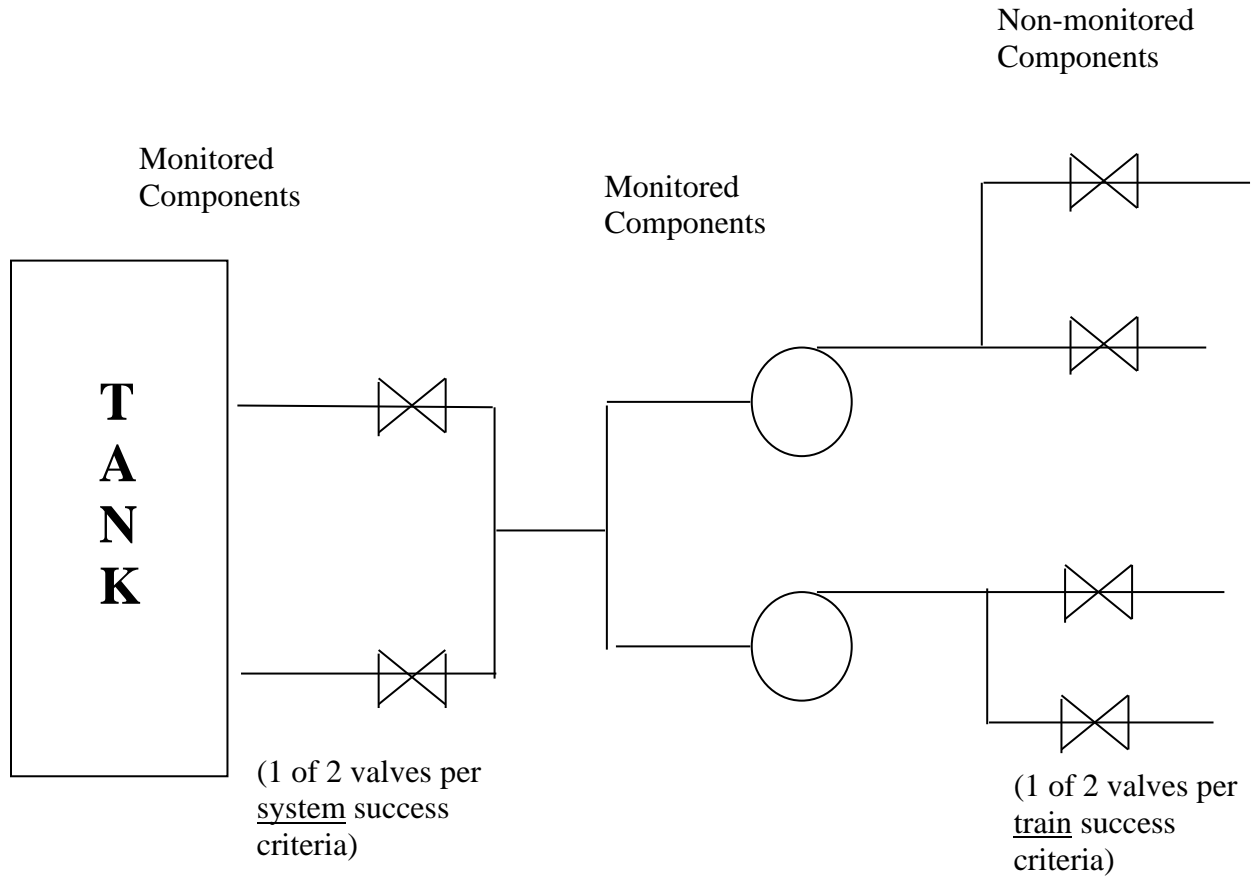 Non-monitored
Components
Monitored
Components
Monitored
Components
T
A
N
K
(1 of 2 valves per
system success
criteria)
(1 of 2 valves per
train success
criteria)